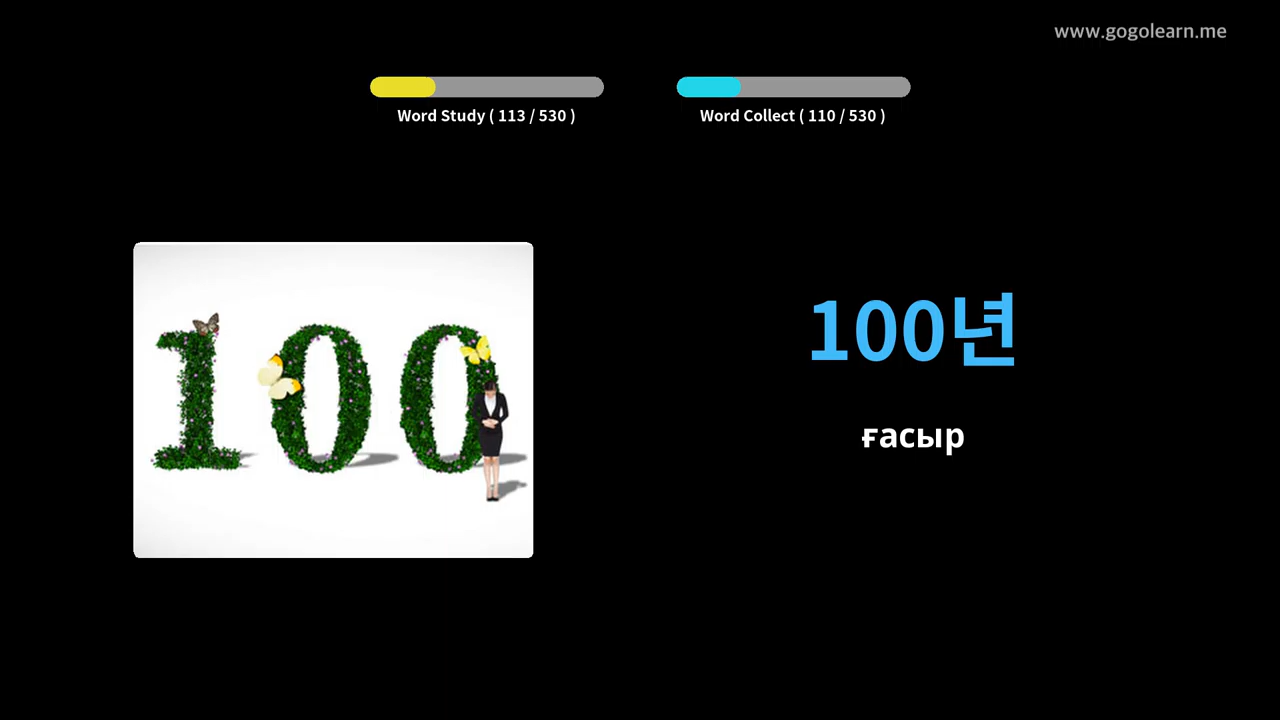 www.gogolearn.me
Word Study ( 113 / 530 )
Word Collect ( 110 / 530 )
100
100년
ғасыр